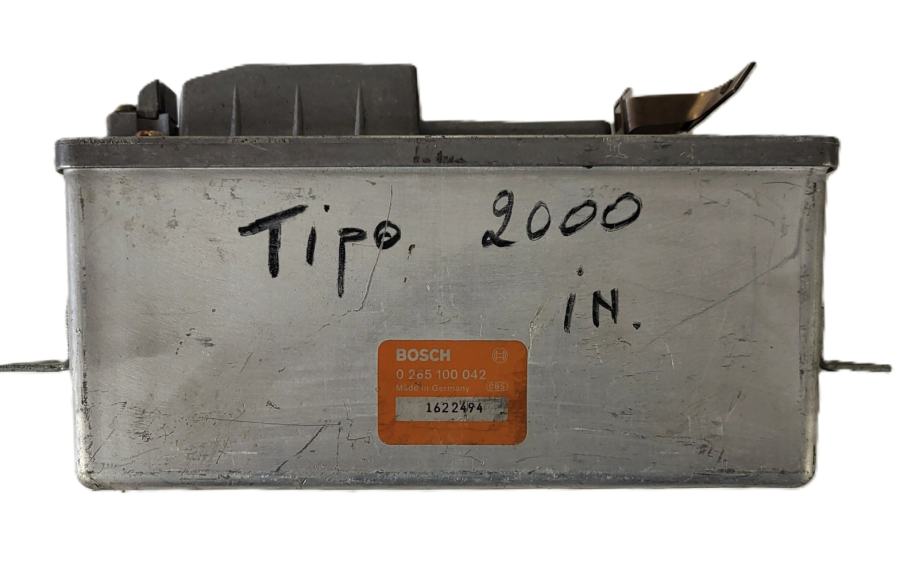 Tipo. 2000
iN.
BOSCH
0 265 100 042
Made in Germany
1622494